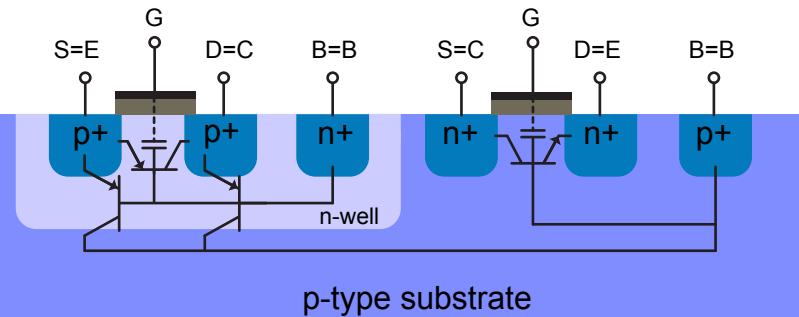 G G
S=E D=C B=B S=C D=E B=B
p+ p+ n+ n+ n+ p+
n-well
p-type substrate